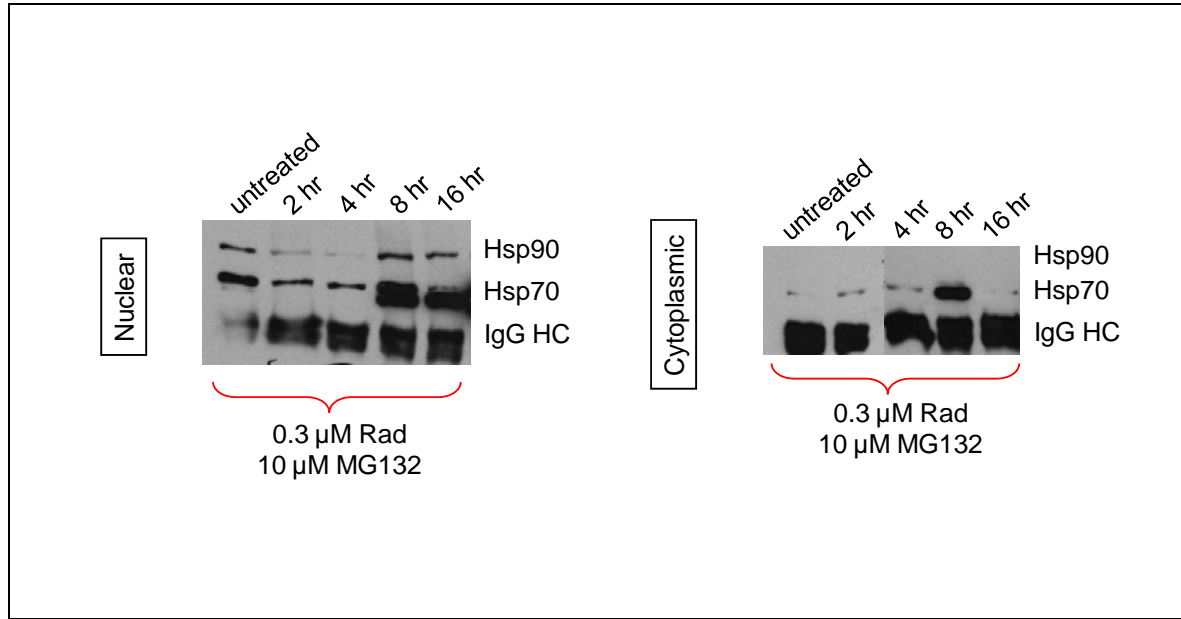 Nuclear
untreated
2 hr
4 hr
8 hr
16 hr
Hsp90
Hsp70
IgG HC
0.3 µM Rad
10 µM MG132
Cytoplasmic
untreated
2 hr
4 hr
8 hr
16 hr
Hsp90
Hsp70
IgG HC
0.3 µM Rad
10 µM MG132